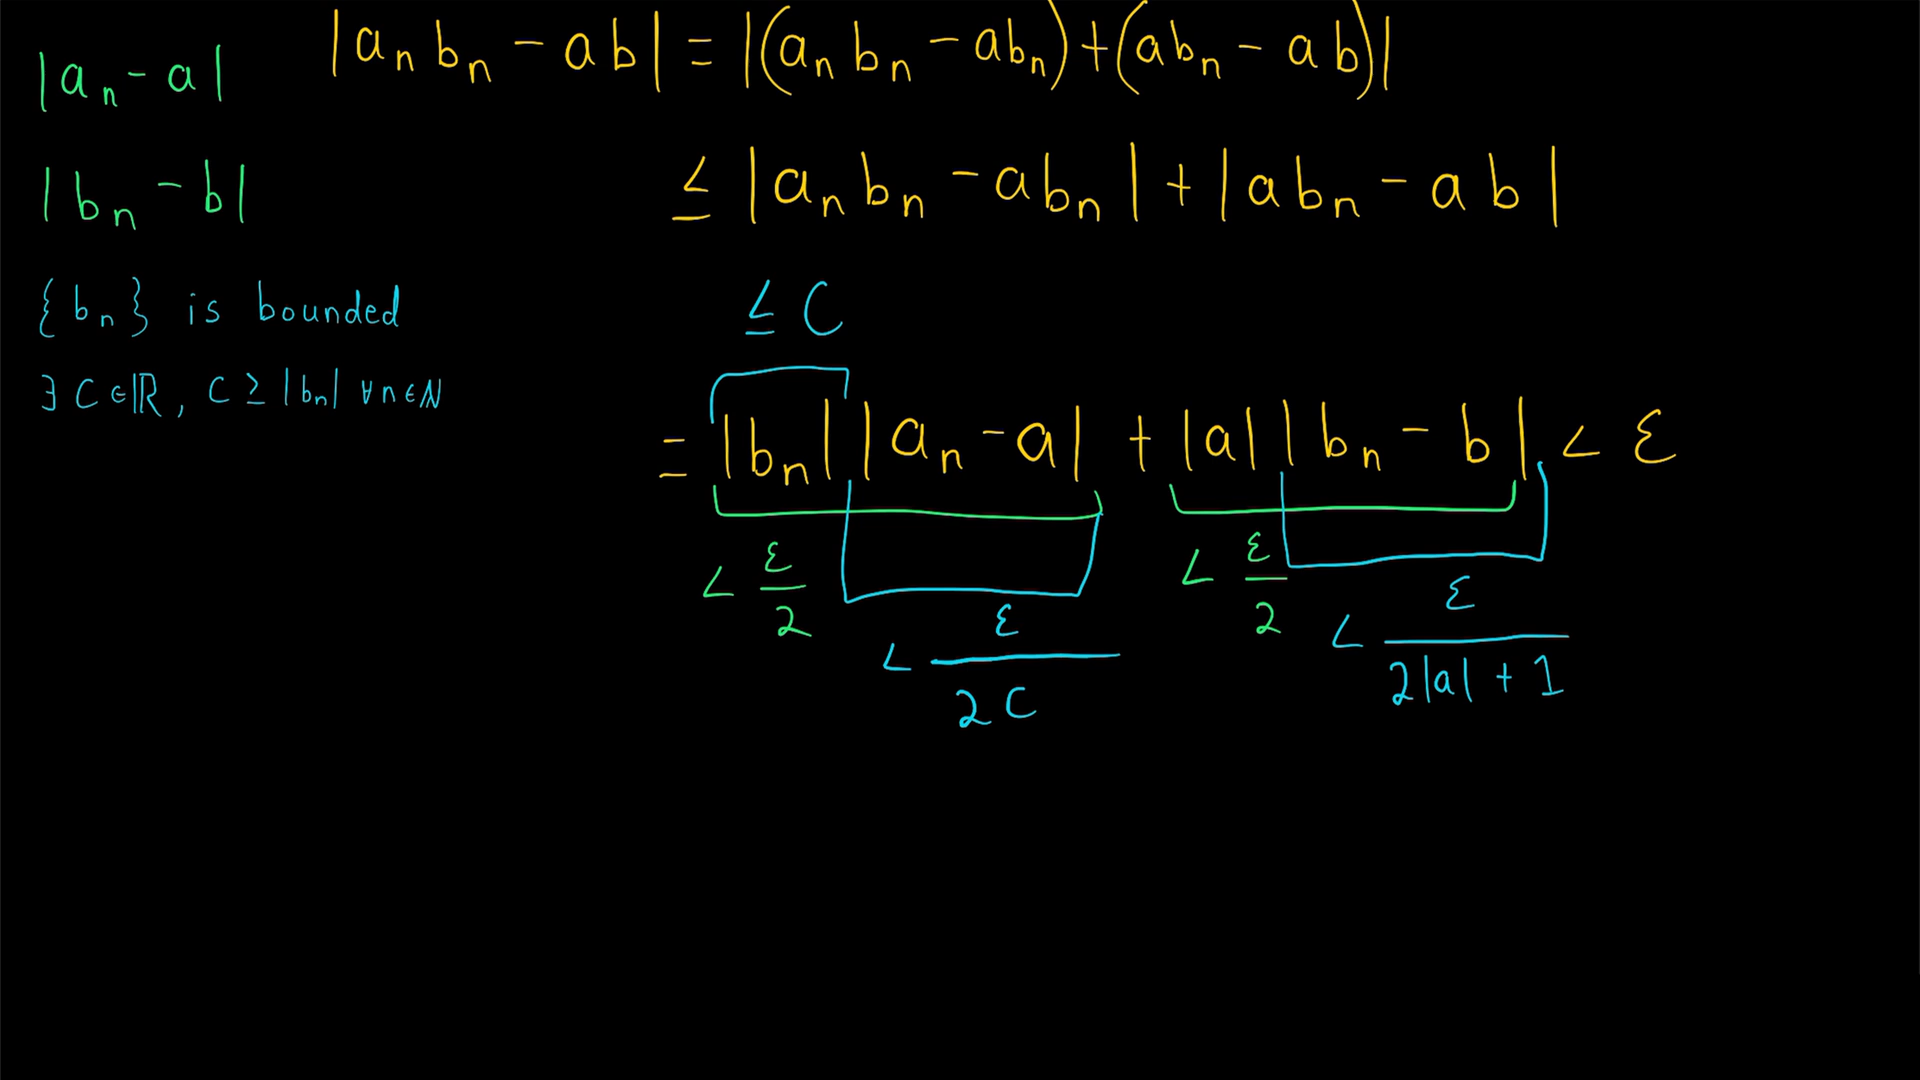 |aₙ - a|
|aₙbₙ - ab| = |(aₙbₙ - abₙ) + (abₙ - ab)|
|bₙ - b|
≤ |aₙbₙ - abₙ| + |abₙ - ab|
{bₙ} is bounded
≤ C
∃ C∈ℝ, C ≥ |bₙ| ∀n∈ℕ
= |bₙ||aₙ - a| + |a||bₙ - b| < ε
< ε/2
< ε/2C
< ε/2
< ε/2|a| + 1